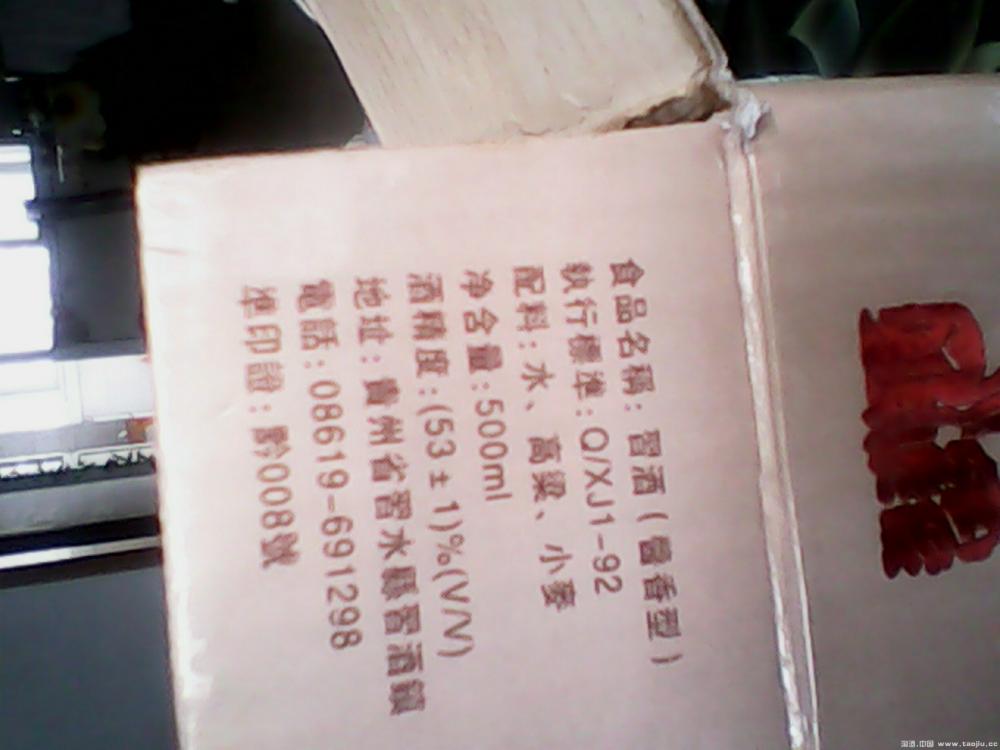 食品名稱：習酒（醬香型）
執行標準：Q/XJ1-92
配料：水、高粱、小麥
净含量：500ml
酒精度：(53±1)%(V/V)
地址：貴州省習水縣習酒鎮
電話：08619-691298
準印證：黔008號
淘酒.中国 www.taojiu.cc